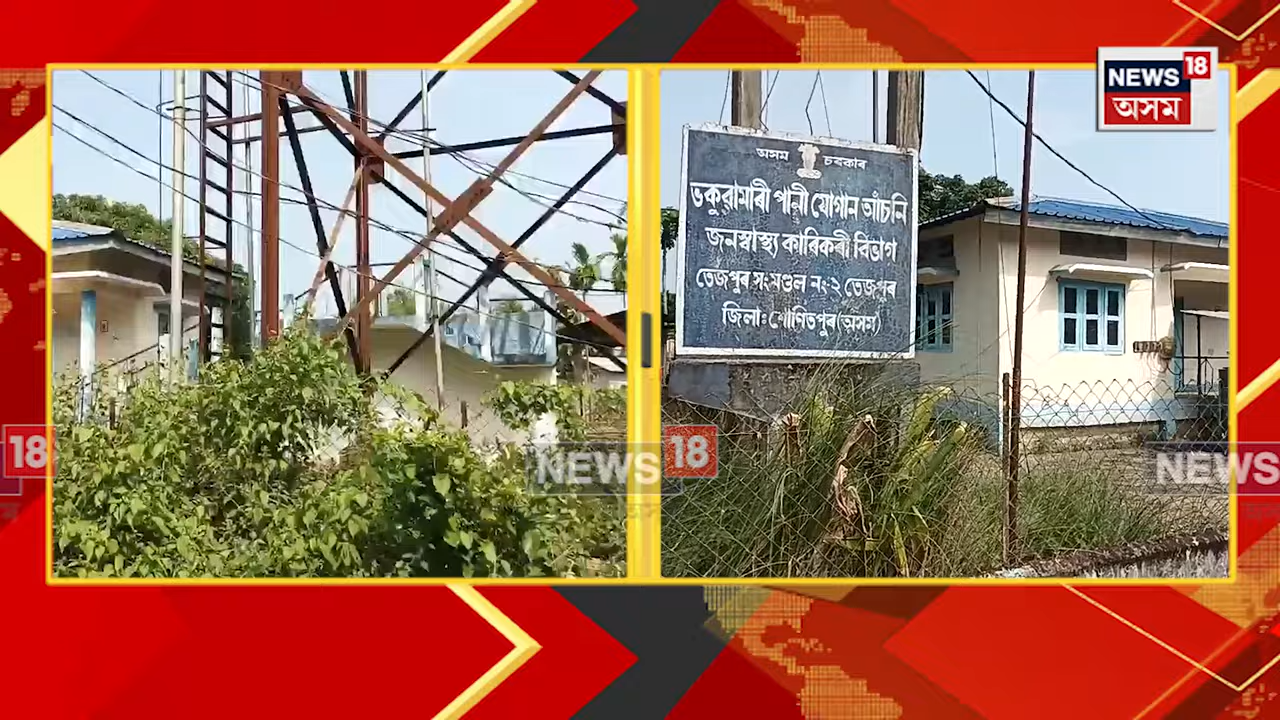 NEWS 18
অসম
অসম চৰকাৰ
ভকুৰামাৰী পানী যোগান আঁচনি
জনস্বাস্থ্য কাৰিকৰী বিভাগ
তেজপুৰ সংমণ্ডল নং-২ তেজপুৰ
জিলাঃ শোণিতপুৰ (অসম)
18
NEWS 18
NEWS